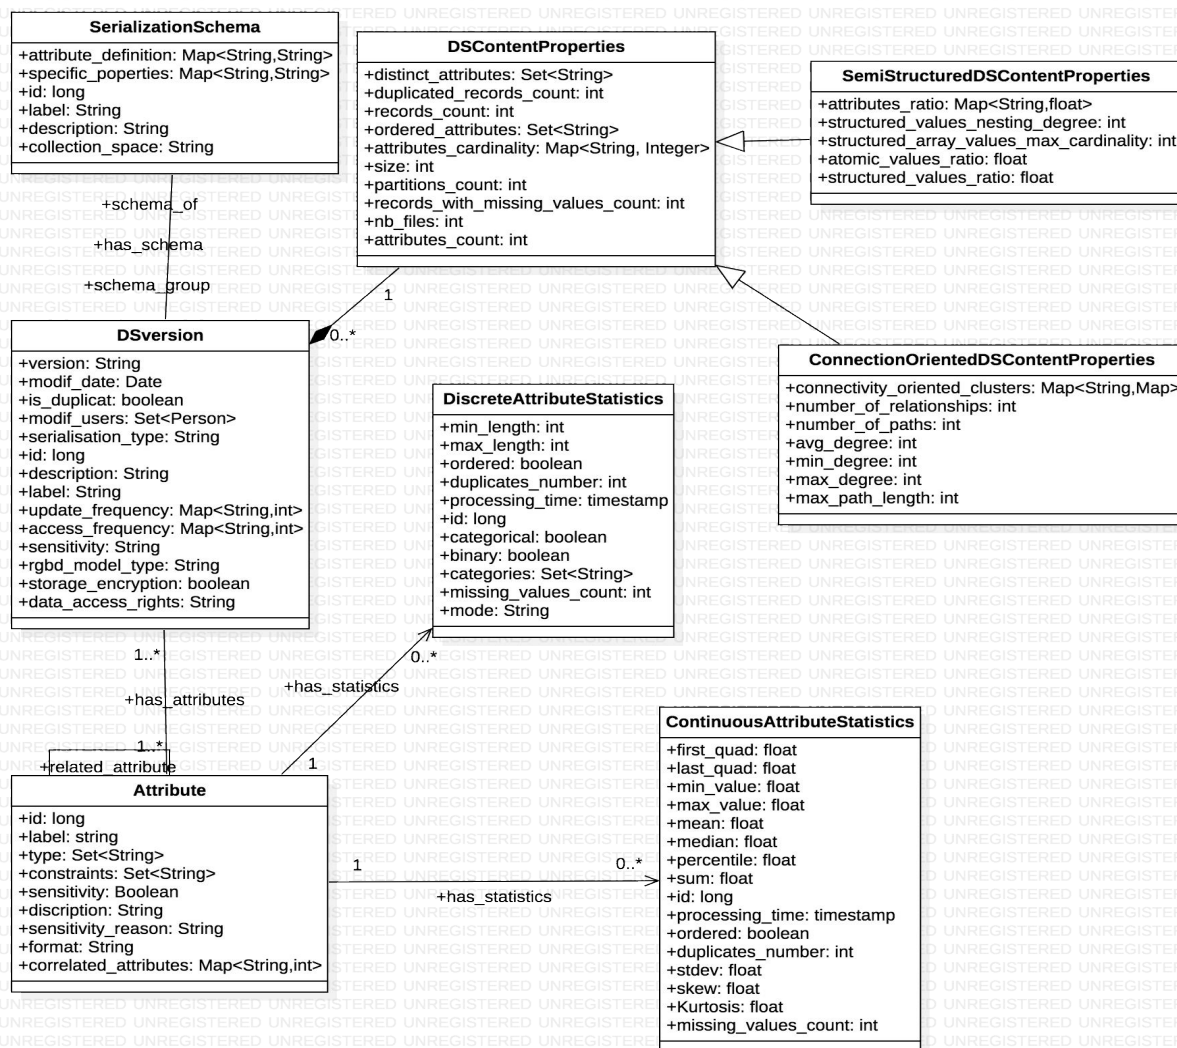 SerializationSchema
+attribute_definition: Map<String,String>
+specific_poperties: Map<String,String>
+id: long
+label: String
+description: String
+collection_space: String
DSContentProperties
+distinct_attributes: Set<String>
+duplicated_records_count: int
+records_count: int
+ordered_attributes: Set<String>
+attributes_cardinality: Map<String, Integer>
+size: int
+partitions_count: int
+records_with_missing_values_count: int
+nb_files: int
+attributes_count: int
SemiStructuredDSContentProperties
+attributes_ratio: Map<String,float>
+structured_values_nesting_degree: int
+structured_array_values_max_cardinality: int
+atomic_values_ratio: float
+structured_values_ratio: float
+schema_of
+has_schema
+schema_group
1
0..*
DSversion
+version: String
+modif_date: Date
+is_duplicat: boolean
+modif_users: Set<Person>
+serialisation_type: String
+id: long
+description: String
+label: String
+update_frequency: Map<String,int>
+access_frequency: Map<String,int>
+sensitivity: String
+rgbd_model_type: String
+storage_encryption: boolean
+data_access_rights: String
ConnectionOrientedDSContentProperties
+connectivity_oriented_clusters: Map<String,Map>
+number_of_relationships: int
+number_of_paths: int
+avg_degree: int
+min_degree: int
+max_degree: int
+max_path_length: int
DiscreteAttributeStatistics
+min_length: int
+max_length: int
+ordered: boolean
+duplicates_number: int
+processing_time: timestamp
+id: long
+categorical: boolean
+binary: boolean
+categories: Set<String>
+missing_values_count: int
+mode: String
1..*
+has_attributes
1..*
+related_attribute
0..*
+has_statistics
1
Attribute
+id: long
+label: string
+type: Set<String>
+constraints: Set<String>
+sensitivity: Boolean
+discription: String
+sensitivity_reason: String
+format: String
+correlated_attributes: Map<String,int>
1
0..*
+has_statistics
ContinuousAttributeStatistics
+first_quad: float
+last_quad: float
+min_value: float
+max_value: float
+mean: float
+median: float
+percentile: float
+sum: float
+id: long
+processing_time: timestamp
+ordered: boolean
+duplicates_number: int
+stdev: float
+skew: float
+Kurtosis: float
+missing_values_count: int
UNREGISTERED